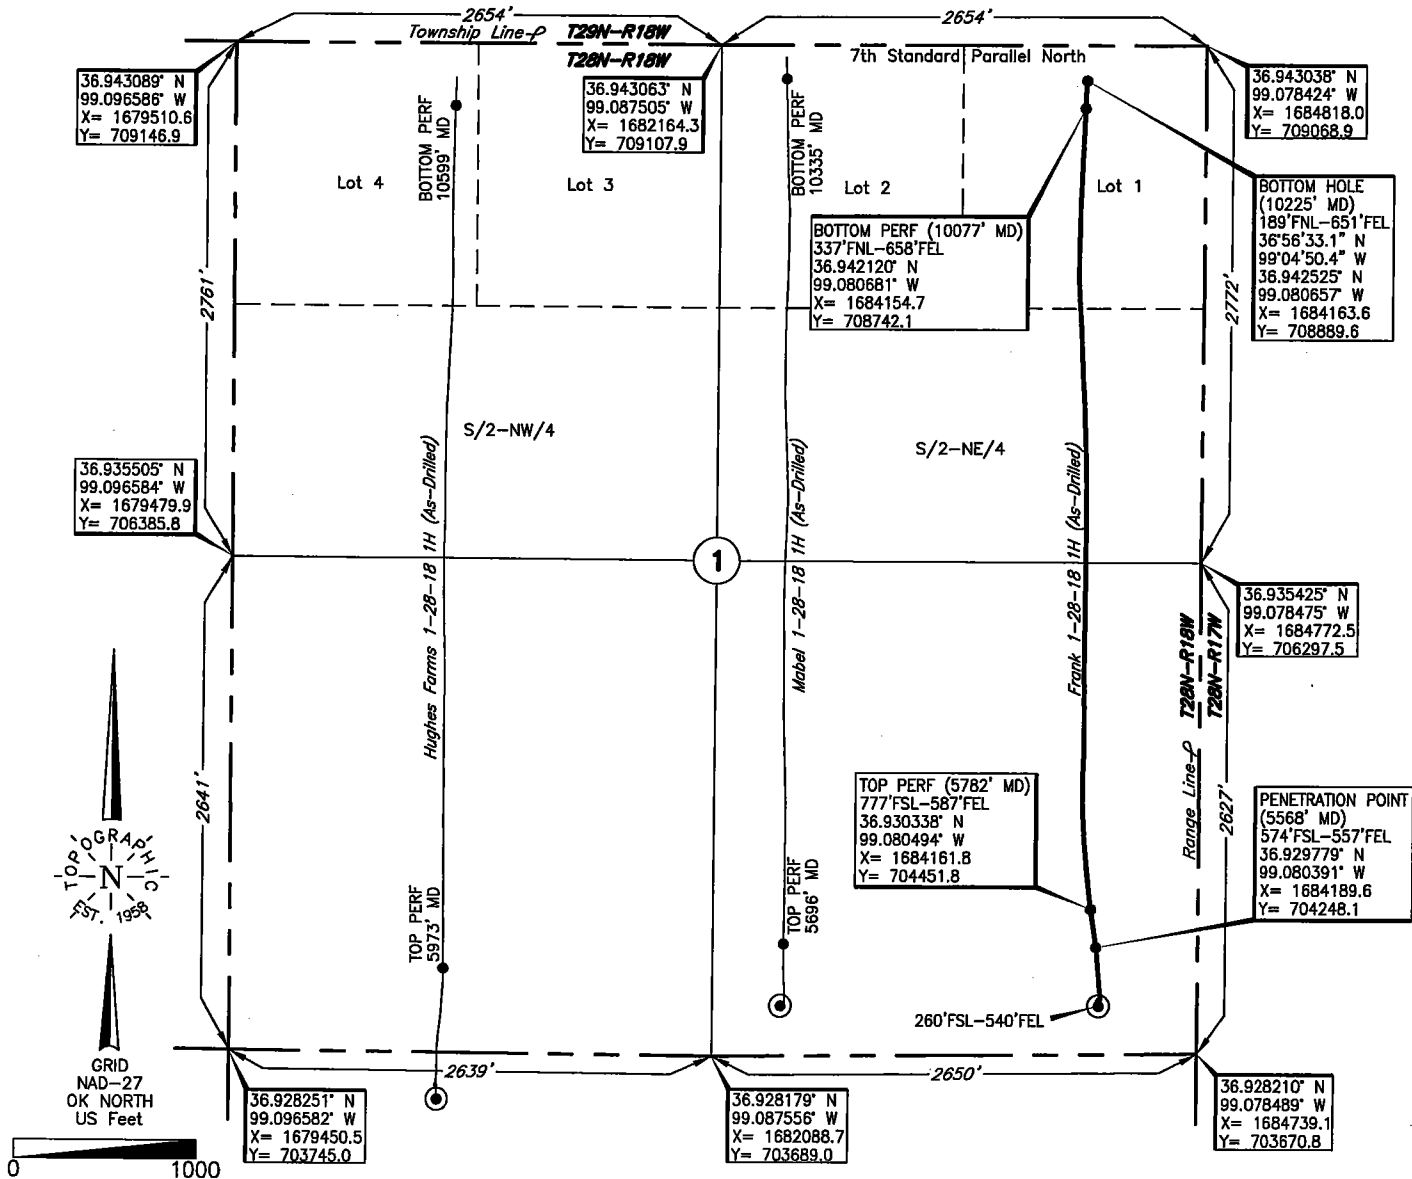 2654'
2654'
Township Line
T29N-R18W
T28N-R18W
7th Standard Parallel North
36.943089° N
99.096586° W
X= 1679510.6
Y= 709146.9
36.943063° N
99.087505° W
X= 1682164.3
Y= 709107.9
36.943038° N
99.078424° W
X= 1684818.0
Y= 709068.9
BOTTOM PERF
10599' MD
BOTTOM PERF
10335' MD
Lot 4
Lot 3
Lot 2
Lot 1
BOTTOM HOLE
(10225' MD)
189'FNL-651'FEL
36°56'33.1" N
99°04'50.4" W
36.942525° N
99.080657° W
X= 1684163.6
Y= 708889.6
BOTTOM PERF (10077' MD)
337'FNL-658'FEL
36.942120° N
99.080681° W
X= 1684154.7
Y= 708742.1
2761'
2772'
S/2-NW/4
S/2-NE/4
36.935505° N
99.096584° W
X= 1679479.9
Y= 706385.8
Hughes Farms 1-28-18 1H (As-Drilled)
Mabel 1-28-18 1H (As-Drilled)
Frank 1-28-18 1H (As-Drilled)
1
36.935425° N
99.078475° W
X= 1684772.5
Y= 706297.5
T28N-R18W
T28N-R17W
Range Line
2641'
2627'
TOP PERF (5782' MD)
777'FSL-587'FEL
36.930338° N
99.080494° W
X= 1684161.8
Y= 704451.8
PENETRATION POINT
(5568' MD)
574'FSL-557'FEL
36.929779° N
99.080391° W
X= 1684189.6
Y= 704248.1
TOPOGRAPHIC
N
EST. 1958
TOP PERF
5973' MD
TOP PERF
5696' MD
260'FSL-540'FEL
GRID
NAD-27
OK NORTH
US Feet
0 1000
2639'
2650'
36.928251° N
99.096582° W
X= 1679450.5
Y= 703745.0
36.928179° N
99.087556° W
X= 1682088.7
Y= 703689.0
36.928210° N
99.078489° W
X= 1684739.1
Y= 703670.8